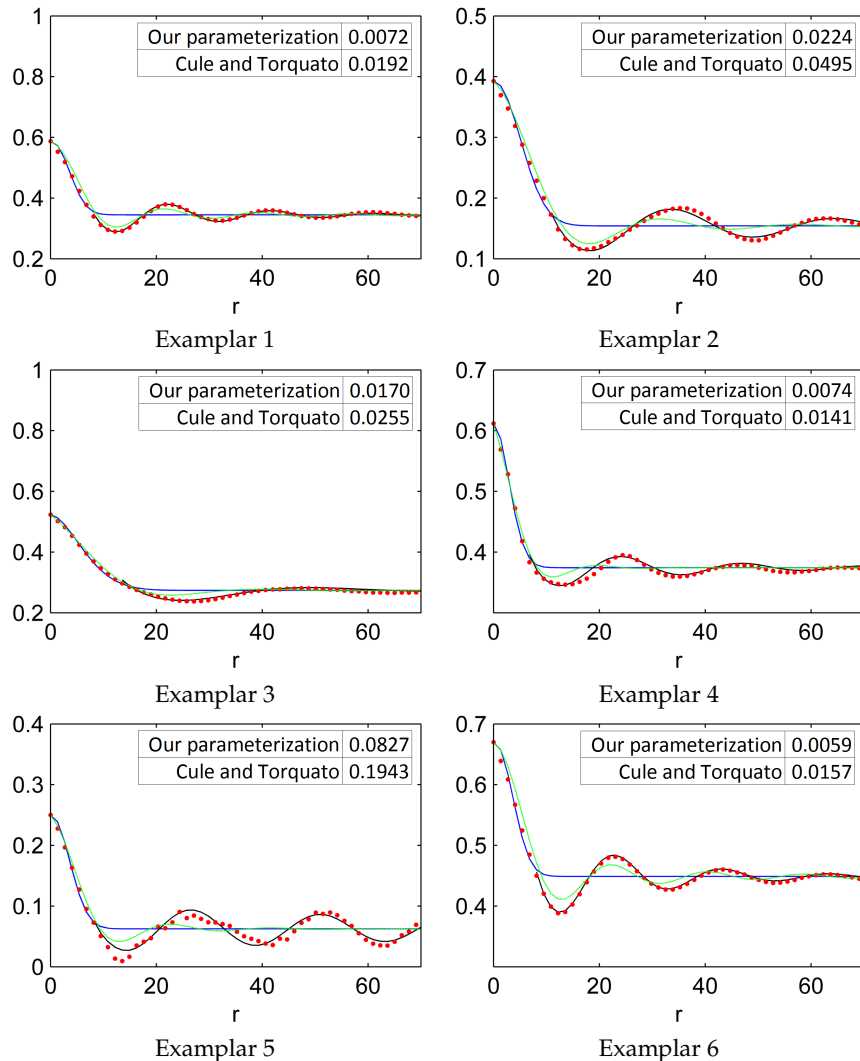 1
0.8
0.6
0.4
0.2
0 20 40 60
r
Our parameterization 0.0072
Cule and Torquato 0.0192
Examplar 1
0.5
0.4
0.3
0.2
0.1
0 20 40 60
r
Our parameterization 0.0224
Cule and Torquato 0.0495
Examplar 2
1
0.8
0.6
0.4
0.2
0 20 40 60
r
Our parameterization 0.0170
Cule and Torquato 0.0255
Examplar 3
0.7
0.6
0.5
0.4
0 20 40 60
r
Our parameterization 0.0074
Cule and Torquato 0.0141
Examplar 4
0.4
0.3
0.2
0.1
0
0 20 40 60
r
Our parameterization 0.0827
Cule and Torquato 0.1943
Examplar 5
0.7
0.6
0.5
0.4
0 20 40 60
r
Our parameterization 0.0059
Cule and Torquato 0.0157
Examplar 6